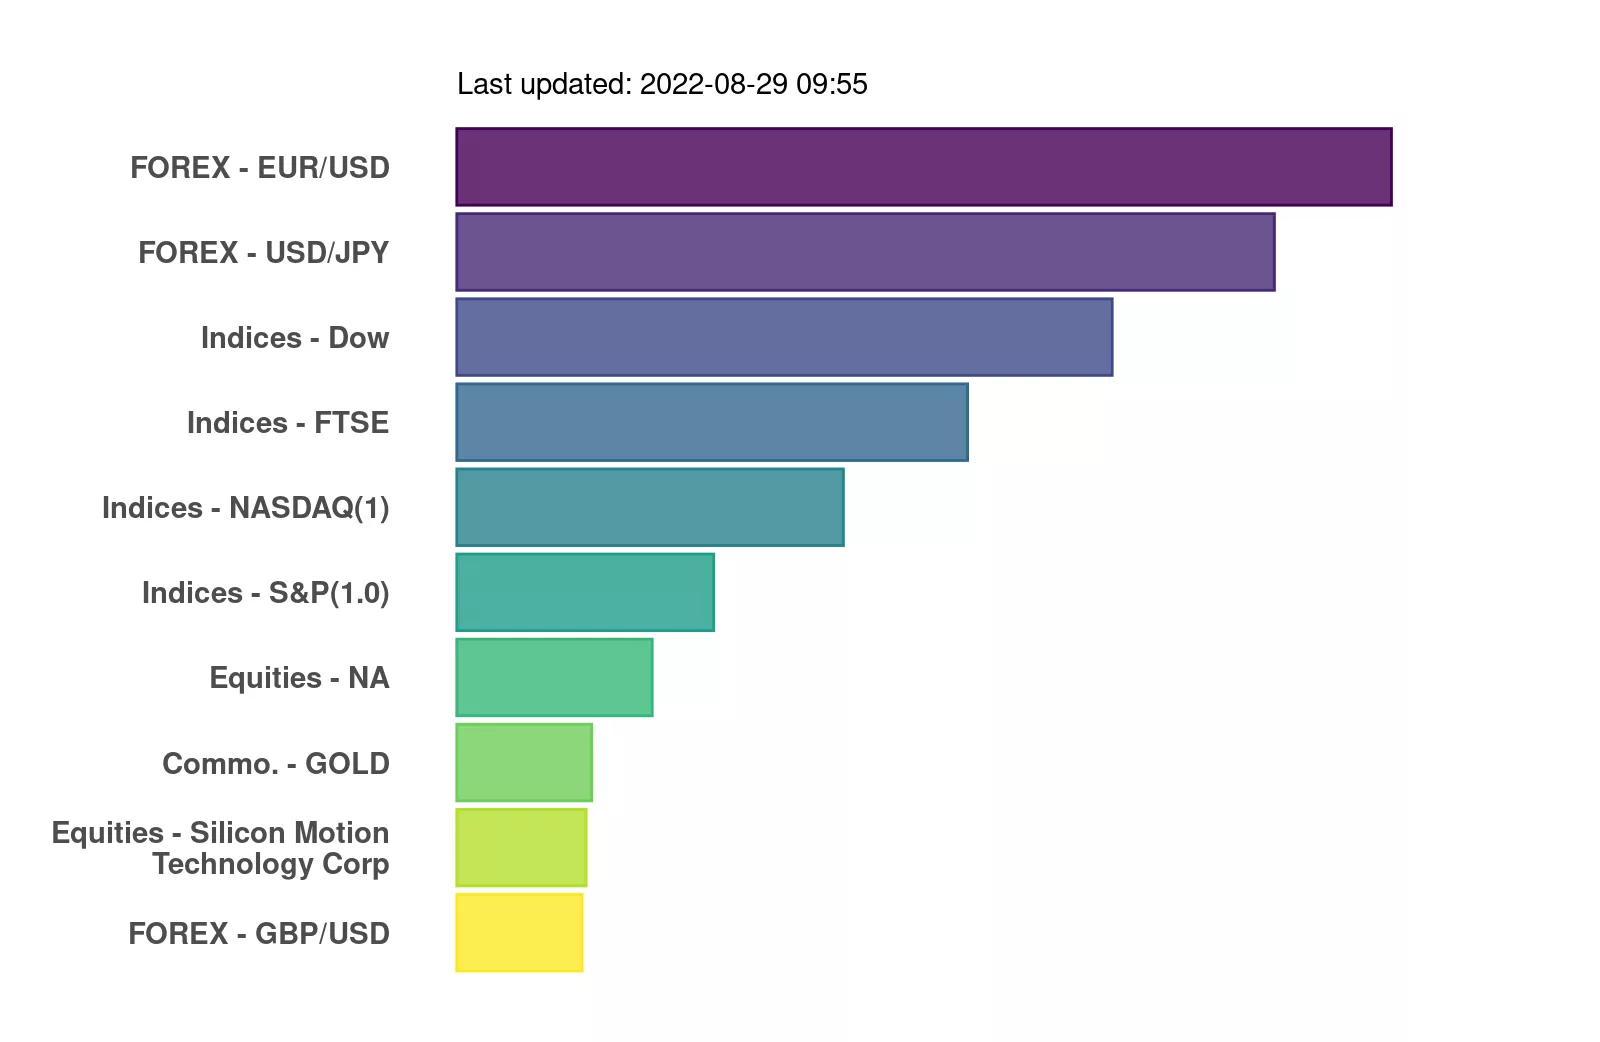 Last updated: 2022-08-29 09:55
FOREX - EUR/USD
FOREX - USD/JPY
Indices - Dow
Indices - FTSE
Indices - NASDAQ(1)
Indices - S&P(1.0)
Equities - NA
Commo. - GOLD
Equities - Silicon Motion
Technology Corp
FOREX - GBP/USD